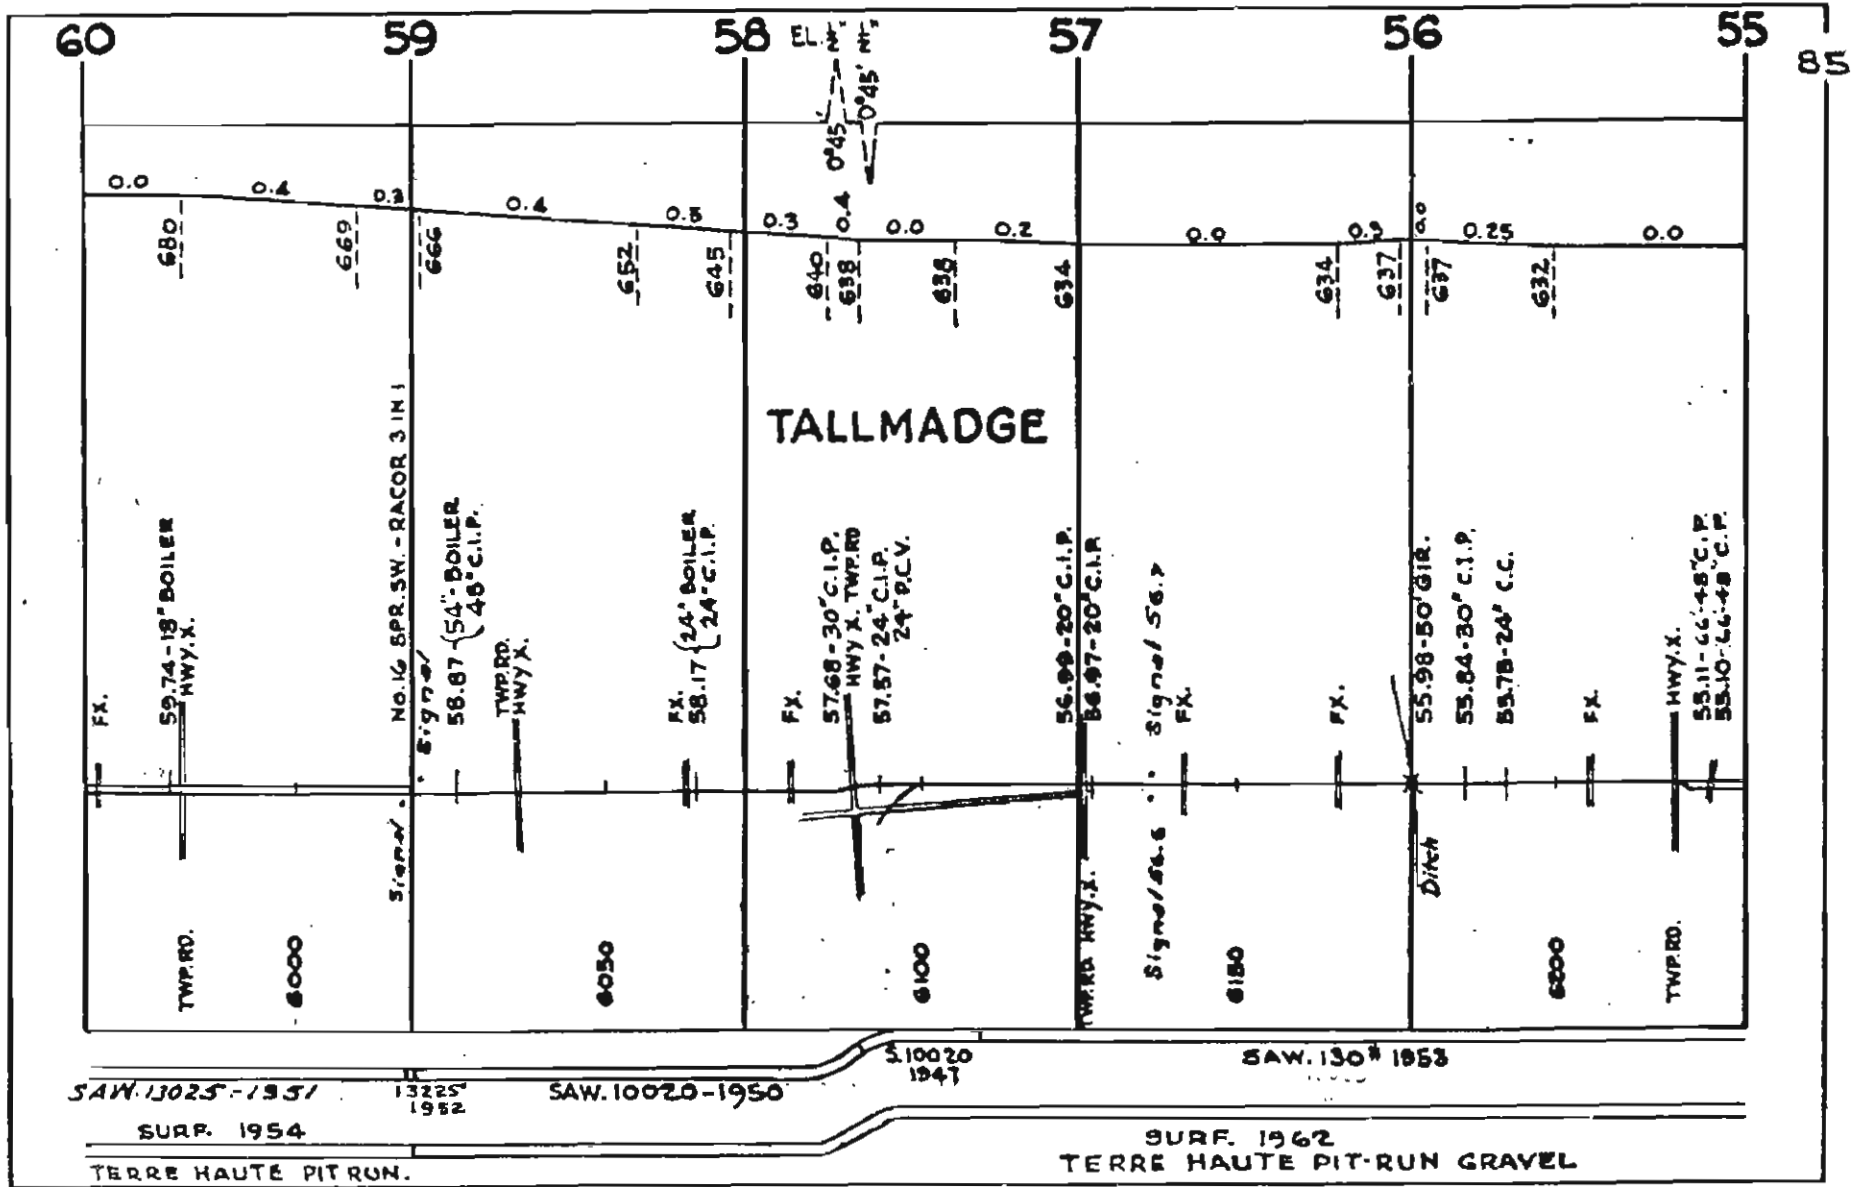 60 59 58 57 56 55
85
EL.
0°45'
0°45'
0.0 0.4 0.3 0.4 0.5 0.3 0.4 0.0 0.2 0.0 0.0 0.25 0.0
680 669 666 652 645 640 638 636 634 634 637 637 632
TALLMADGE
FX.
59.74-18" BOILER
HWY. X.
No.16 SPR. SW. - RACOR 3 IN 1
Signal
58.87 {54"-BOILER
48" C.I.P.
TWP. RD.
HWY X.
FX.
58.17 {24" BOILER
24" C.I.P.
FX.
57.68-30" C.I.P.
HWY X. TWP. RD
57.57-24" C.I.P.
24" P.C.V.
56.99-20" C.I.P.
56.97-20" C.I.P.
Signal 56.7
FX.
FX.
55.98-50' GIR.
55.84-30" C.I.P.
55.78-24" C.C.
FX.
HWY. X.
55.11-66'-48" C.P.
55.10-66'-48" C.P.
Signal
TWP. RD. HWY. X.
Signal 56.6
Ditch
TWP. RD.
6000
6050
6100
6150
6200
TWP. RD.
SAW. 13025-1951
13225
1952
SAW. 10020-1950
S.10020
1947
SAW. 130# 1953
SURF. 1954
TERRE HAUTE PIT RUN.
SURF. 1962
TERRE HAUTE PIT-RUN GRAVEL